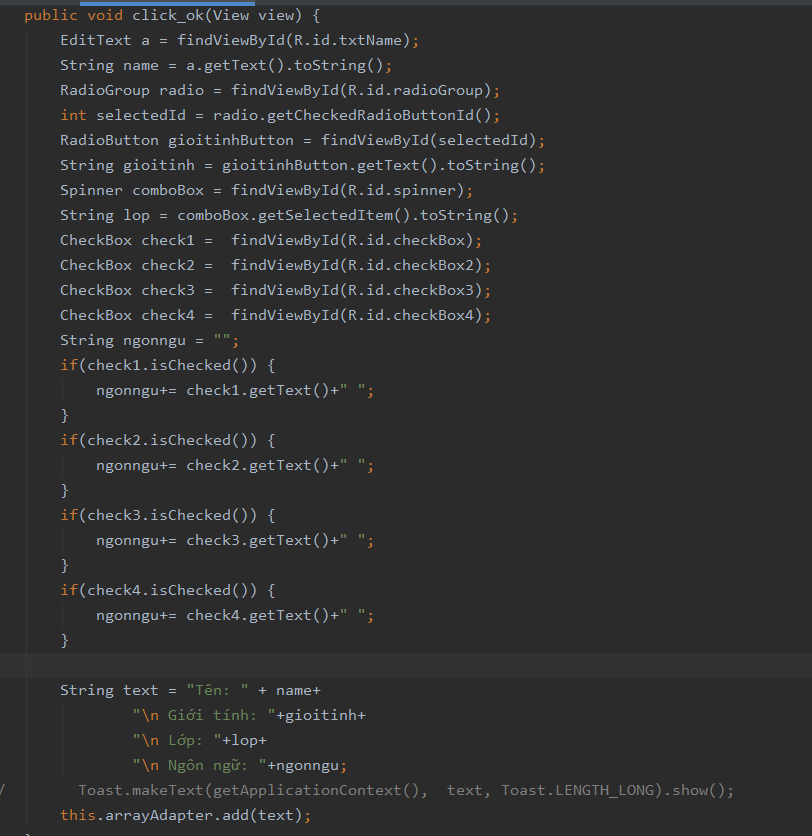 public void click_ok(View view) {
    EditText a = findViewById(R.id.txtName);
    String name = a.getText().toString();
    RadioGroup radio = findViewById(R.id.radioGroup);
    int selectedId = radio.getCheckedRadioButtonId();
    RadioButton gioitinhButton = findViewById(selectedId);
    String gioitinh = gioitinhButton.getText().toString();
    Spinner comboBox = findViewById(R.id.spinner);
    String lop = comboBox.getSelectedItem().toString();
    CheckBox check1 =  findViewById(R.id.checkBox);
    CheckBox check2 =  findViewById(R.id.checkBox2);
    CheckBox check3 =  findViewById(R.id.checkBox3);
    CheckBox check4 =  findViewById(R.id.checkBox4);
    String ngonngu = "";
    if(check1.isChecked()) {
        ngonngu+= check1.getText()+" ";
    }
    if(check2.isChecked()) {
        ngonngu+= check2.getText()+" ";
    }
    if(check3.isChecked()) {
        ngonngu+= check3.getText()+" ";
    }
    if(check4.isChecked()) {
        ngonngu+= check4.getText()+" ";
    }
    String text = "Tên: " + name+
            "\n Giới tính: "+gioitinh+
            "\n Lớp: "+lop+
            "\n Ngôn ngữ: "+ngonngu;
/      Toast.makeText(getApplicationContext(),  text, Toast.LENGTH_LONG).show();
    this.arrayAdapter.add(text);